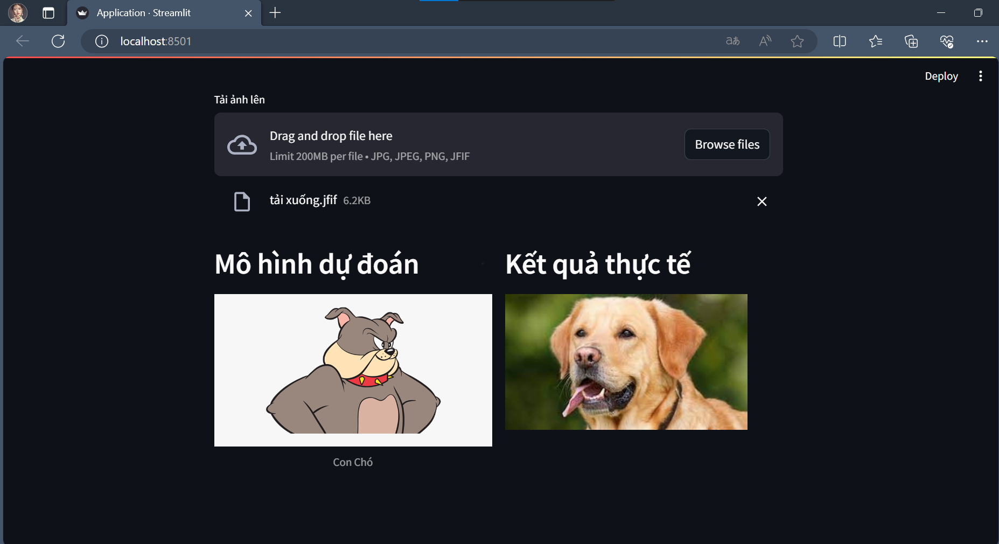 Application · Streamlit
localhost:8501
Deploy
Tải ảnh lên
Drag and drop file here
Limit 200MB per file • JPG, JPEG, PNG, JFIF
Browse files
tải xuống.jfif 6.2KB
Mô hình dự đoán
Kết quả thực tế
Con Chó